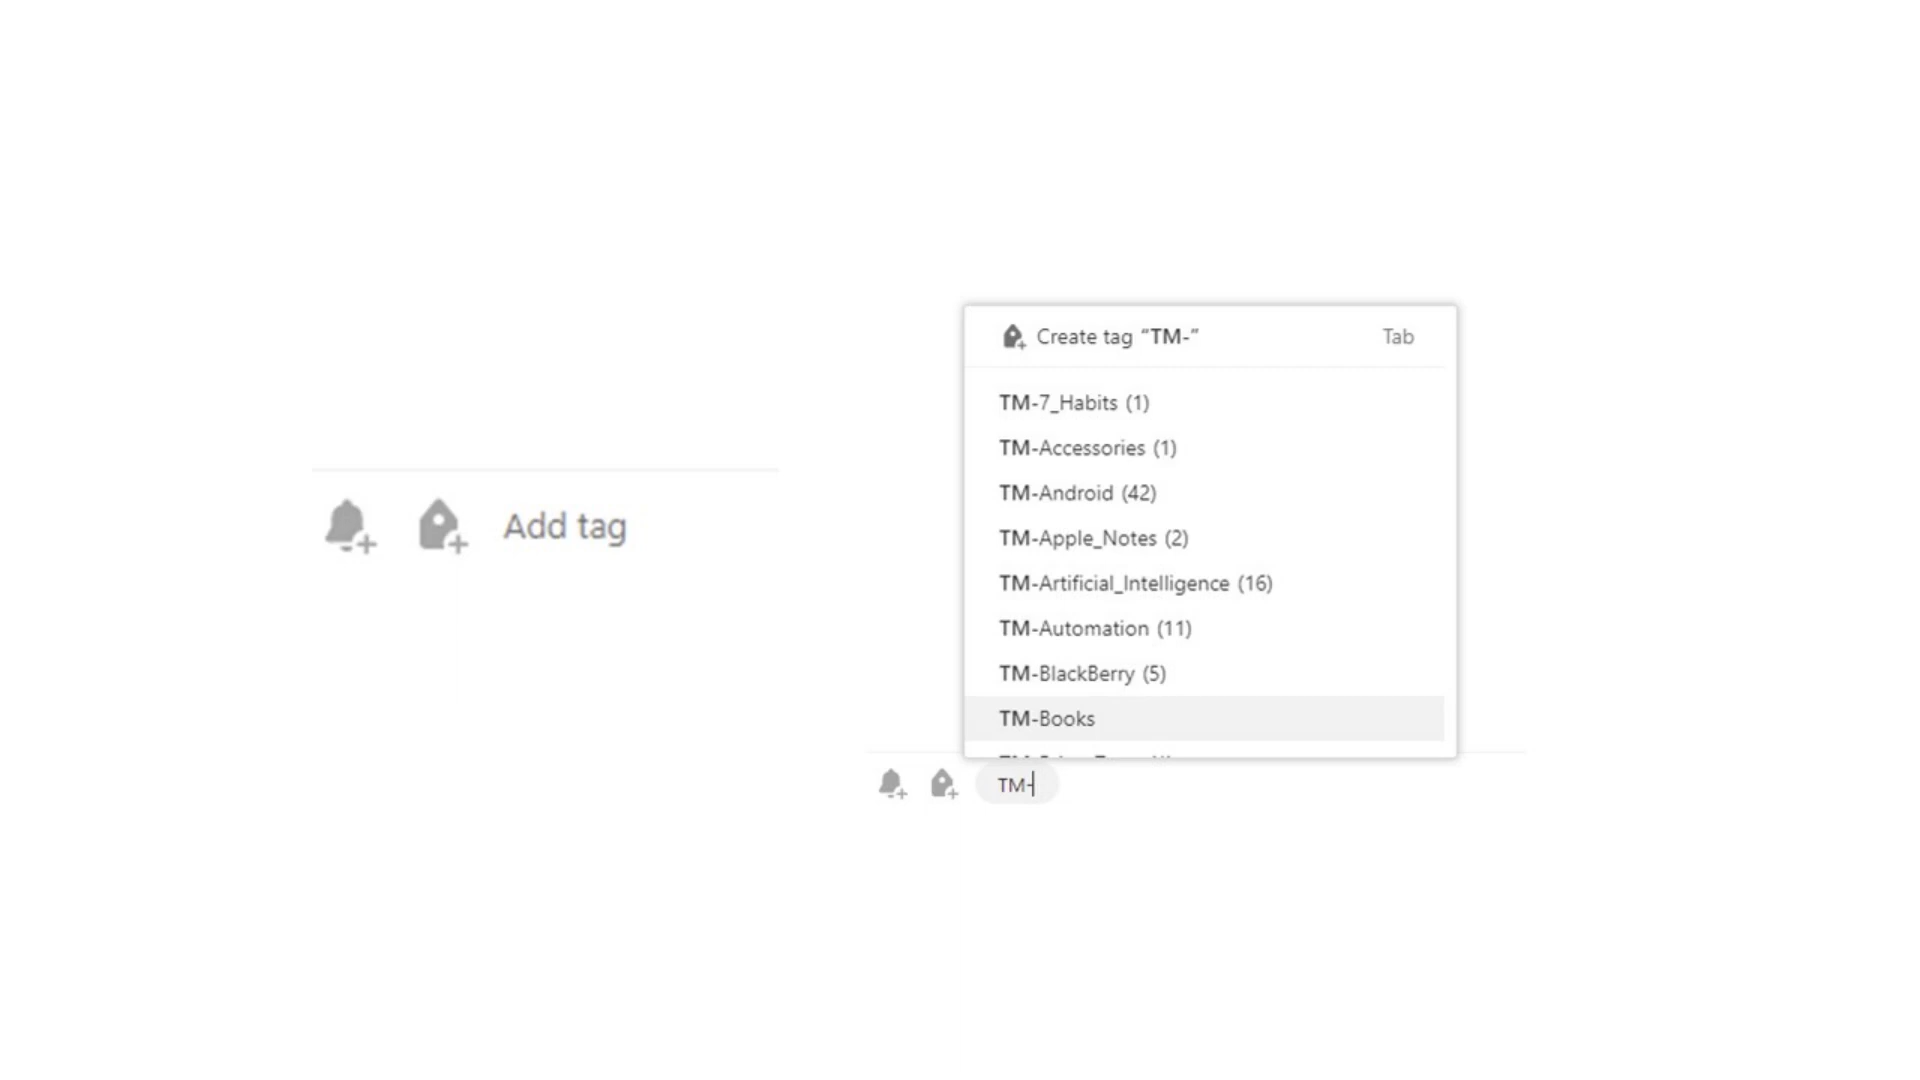 Add tag
Create tag “TM-” Tab
TM-7_Habits (1)
TM-Accessories (1)
TM-Android (42)
TM-Apple_Notes (2)
TM-Artificial_Intelligence (16)
TM-Automation (11)
TM-BlackBerry (5)
TM-Books
TM-